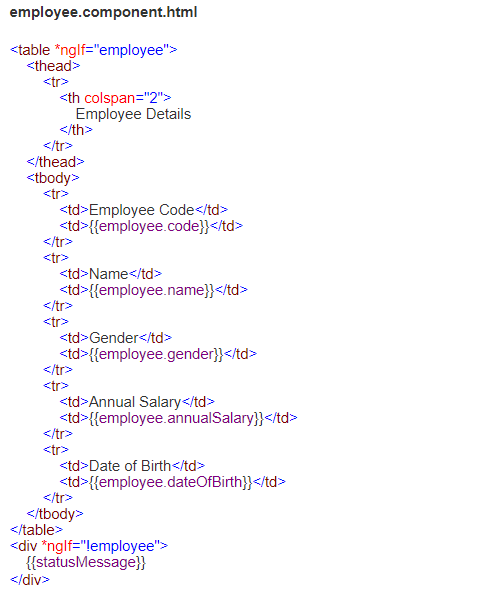 employee.component.html
<table *ngIf="employee">
<thead>
<tr>
<th colspan="2">
Employee Details
</th>
</tr>
</thead>
<tbody>
<tr>
<td>Employee Code</td>
<td>{{employee.code}}</td>
</tr>
<tr>
<td>Name</td>
<td>{{employee.name}}</td>
</tr>
<tr>
<td>Gender</td>
<td>{{employee.gender}}</td>
</tr>
<tr>
<td>Annual Salary</td>
<td>{{employee.annualSalary}}</td>
</tr>
<tr>
<td>Date of Birth</td>
<td>{{employee.dateOfBirth}}</td>
</tr>
</tbody>
</table>
<div *ngIf="!employee">
{{statusMessage}}
</div>